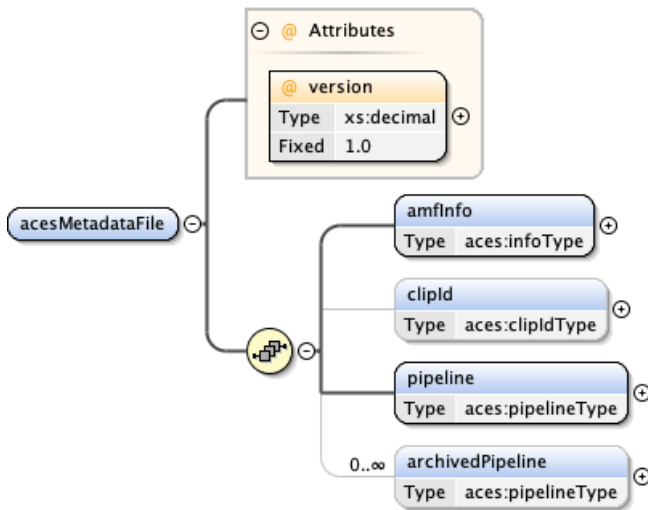 @ Attributes
@ version
Type xs:decimal
Fixed 1.0
acesMetadataFile
amfInfo
Type aces:infoType
clipId
Type aces:clipIdType
pipeline
Type aces:pipelineType
0..∞
archivedPipeline
Type aces:pipelineType